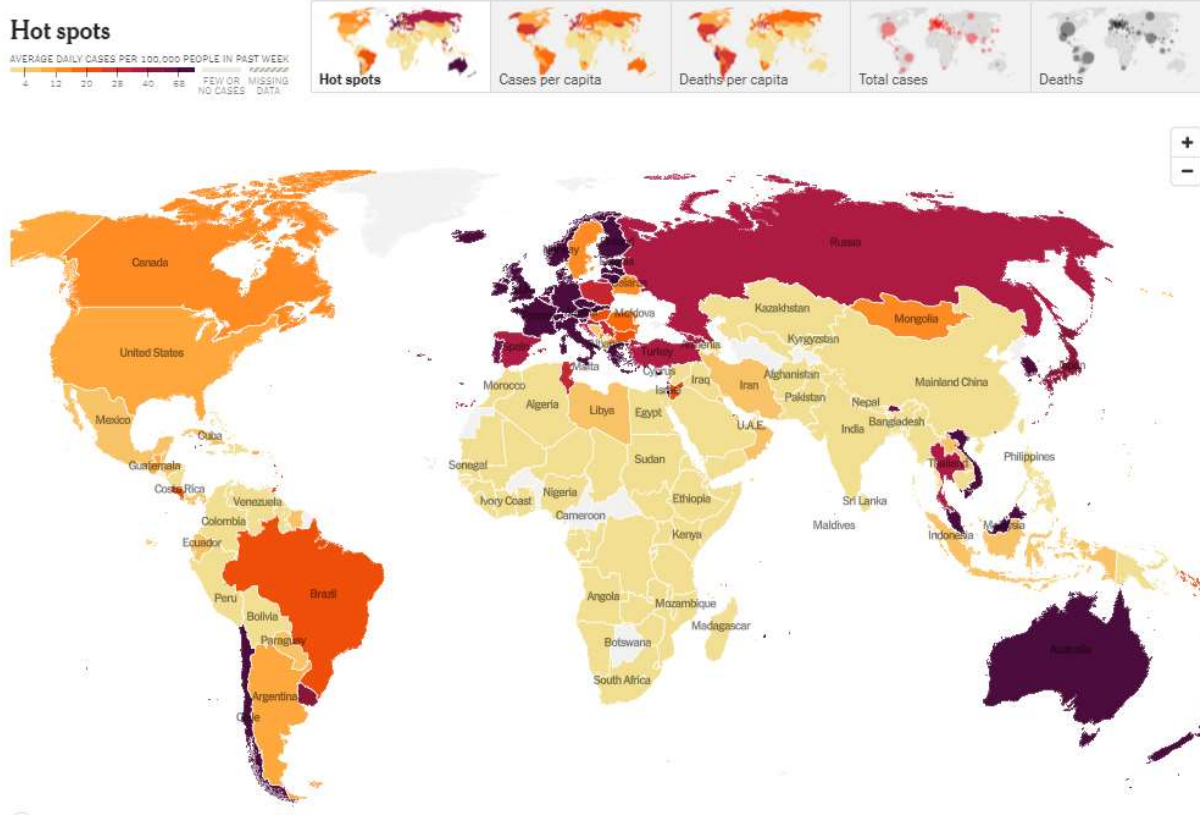 Hot spots
AVERAGE DAILY CASES PER 100,000 PEOPLE IN PAST WEEK
4 12 20 28 40 68
FEW OR NO CASES
MISSING DATA
Hot spots
Cases per capita
Deaths per capita
Total cases
Deaths
+
−
Canada
United States
Mexico
Cuba
Guatemala
Costa Rica
Venezuela
Colombia
Ecuador
Peru
Brazil
Bolivia
Paraguay
Argentina
Chile
Norway
Russia
Belarus
Moldova
Spain
Malta
Turkey
Armenia
Cyprus
Israel
Iraq
Iran
Kazakhstan
Kyrgyzstan
Mongolia
Afghanistan
Pakistan
Mainland China
Japan
Nepal
India
Bangladesh
U.A.E.
Morocco
Algeria
Libya
Egypt
Senegal
Sudan
Ivory Coast
Nigeria
Cameroon
Ethiopia
Kenya
Thailand
Philippines
Sri Lanka
Maldives
Malaysia
Indonesia
Angola
Mozambique
Madagascar
Botswana
South Africa
Australia